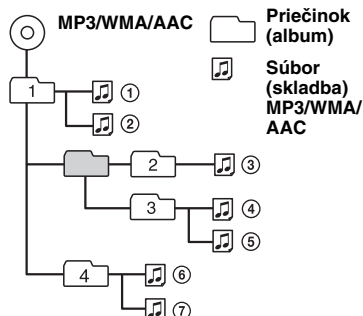 MP3/WMA/AAC
Priečinok
(album)
Súbor
(skladba)
MP3/WMA/
AAC
1
①
②
2
③
3
④
⑤
4
⑥
⑦